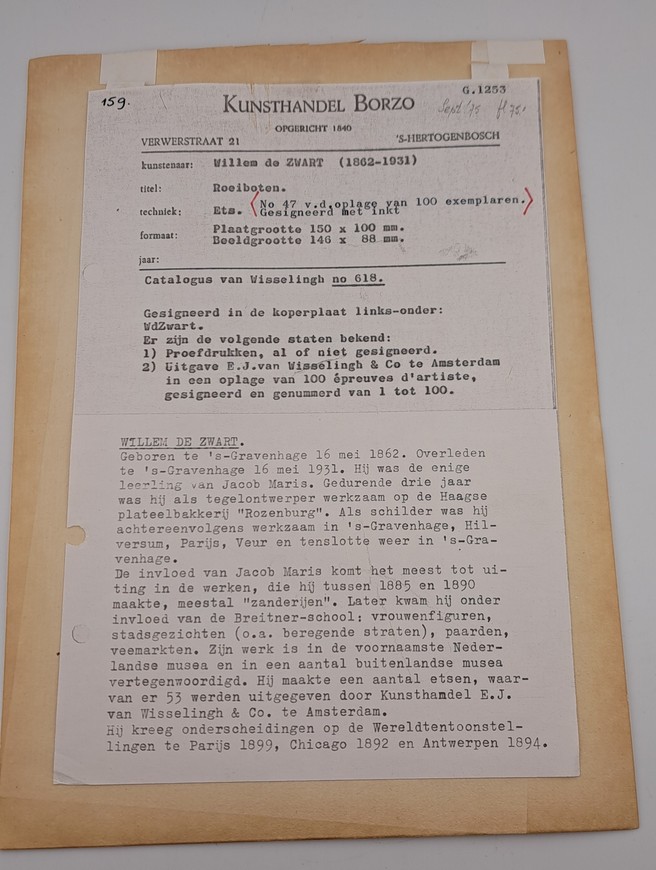 159.
G.1253
KUNSTHANDEL BORZO
Sept/75 fl 75,-
OPGERICHT 1840
VERWERSTRAAT 21 'S-HERTOGENBOSCH
kunstenaar: Willem de ZWART (1862-1931)
titel: Roeiboten.
techniek: Ets. (No 47 v.d.oplage van 100 exemplaren.
Gesigneerd met inkt)
formaat: Plaatgrootte 150 x 100 mm.
Beeldgrootte 146 x 88 mm.
jaar:
Catalogus van Wisselingh no 618.
Gesigneerd in de koperplaat links-onder:
WdZwart.
Er zijn de volgende staten bekend:
1) Proefdrukken, al of niet gesigneerd.
2) Uitgave E.J.van Wisselingh & Co te Amsterdam
in een oplage van 100 épreuves d'artiste,
gesigneerd en genummerd van 1 tot 100.
WILLEM DE ZWART.
Geboren te 's-Gravenhage 16 mei 1862. Overleden
te 's-Gravenhage 16 mei 1931. Hij was de enige
leerling van Jacob Maris. Gedurende drie jaar
was hij als tegelontwerper werkzaam op de Haagse
plateelbakkerij "Rozenburg". Als schilder was hij
achtereenvolgens werkzaam in 's-Gravenhage, Hil-
versum, Parijs, Veur en tenslotte weer in 's-Gra-
venhage.
De invloed van Jacob Maris komt het meest tot ui-
ting in de werken, die hij tussen 1885 en 1890
maakte, meestal "zanderijen". Later kwam hij onder
invloed van de Breitner-school: vrouwenfiguren,
stadsgezichten (o.a. beregende straten), paarden,
veemarkten. Zijn werk is in de voornaamste Neder-
landse musea en in een aantal buitenlandse musea
vertegenwoordigd. Hij maakte een aantal etsen, waar-
van er 53 werden uitgegeven door Kunsthandel E.J.
van Wisselingh & Co. te Amsterdam.
Hij kreeg onderscheidingen op de Wereldtentoonstel-
lingen te Parijs 1899, Chicago 1892 en Antwerpen 1894.